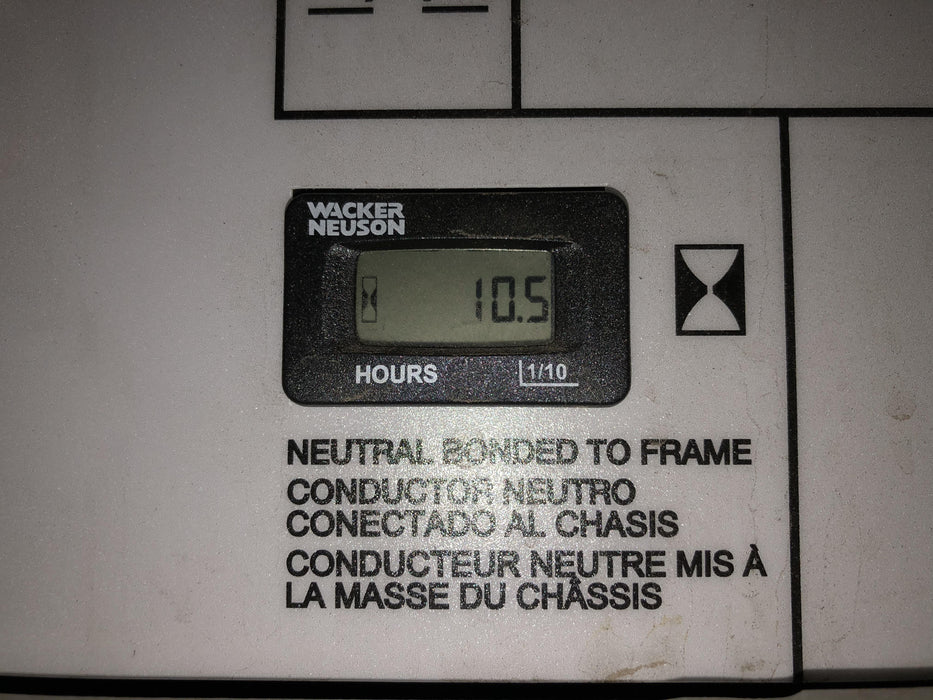 WACKER
NEUSON
10.5
HOURS 1/10
NEUTRAL BONDED TO FRAME
CONDUCTOR NEUTRO
CONECTADO AL CHASIS
CONDUCTEUR NEUTRE MIS À
LA MASSE DU CHÂSSIS